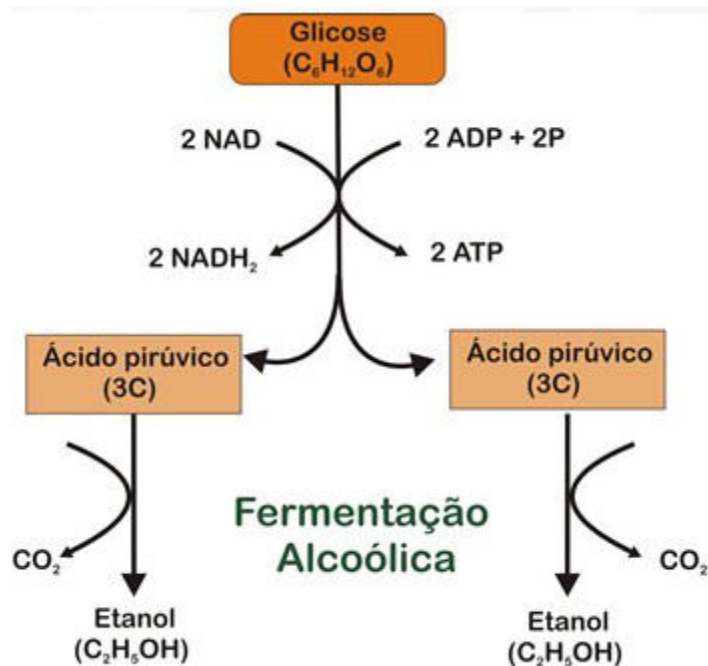 Glicose
(C₆H₁₂O₆)
2 NAD
2 ADP + 2P
2 NADH₂
2 ATP
Ácido pirúvico
(3C)
Ácido pirúvico
(3C)
Fermentação
Alcoólica
CO₂
CO₂
Etanol
(C₂H₅OH)
Etanol
(C₂H₅OH)